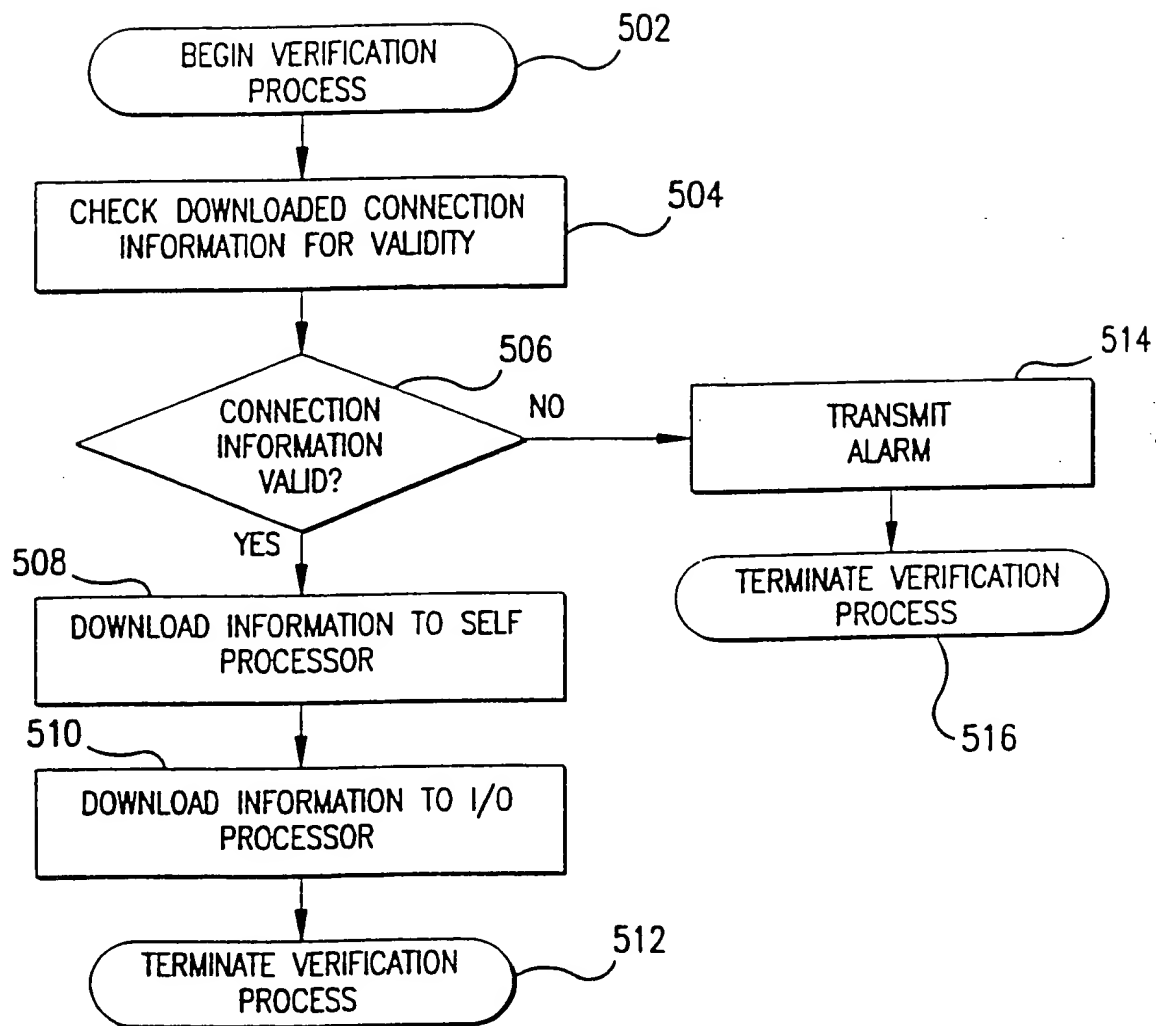 BEGIN VERIFICATION
PROCESS
502
CHECK DOWNLOADED CONNECTION
INFORMATION FOR VALIDITY
504
506
CONNECTION
INFORMATION
VALID?
NO
514
TRANSMIT
ALARM
YES
TERMINATE VERIFICATION
PROCESS
516
508
DOWNLOAD INFORMATION TO SELF
PROCESSOR
510
DOWNLOAD INFORMATION TO I/O
PROCESSOR
TERMINATE VERIFICATION
PROCESS
512